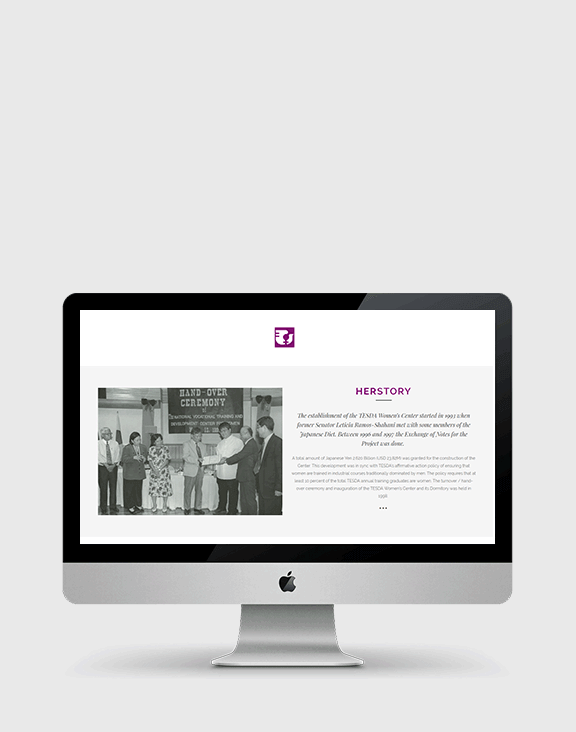 HAND-OVER
CEREMONY
of
NATIONAL VOCATIONAL TRAINING AND
DEVELOPMENT CENTER FOR WOMEN
HERSTORY
The establishment of the TESDA Women's Center started in 1993 when
former Senator Leticia Ramos-Shahani met with some members of the
Japanese Diet. Between 1996 and 1997 the Exchange of Notes for the
Project was done.
A total amount of Japanese Yen Billion (USD was granted for the construction of the
Center. This development was in sync with TESDA's affirmative action policy of ensuring that
women are trained in industrial courses traditionally dominated by men. The policy requires that at
least 10 percent of the total TESDA annual training graduates are women. The turnover / hand-
over ceremony and inauguration of the TESDA Women's Center and its Dormitory was held in
1998.
...